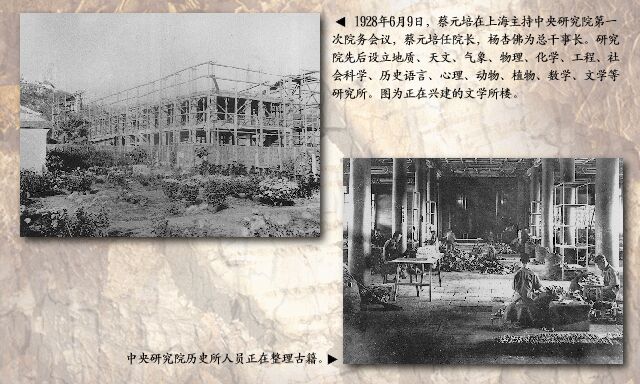 ◀ 1928年6月9日，蔡元培在上海主持中央研究院第一
次院务会议，蔡元培任院长，杨杏佛为总干事长。研究
院先后设立地质、天文、气象、物理、化学、工程、社
会科学、历史语言、心理、动物、植物、数学、文学等
研究所。图为正在兴建的文学所楼。
中央研究院历史所人员正在整理古籍。▶